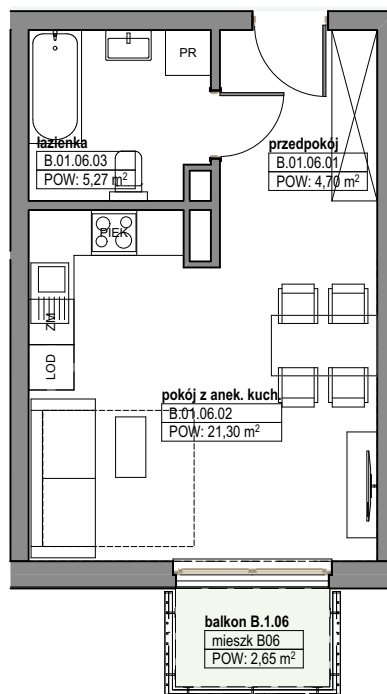 PR
łazienka
B.01.06.03
POW: 5,27 m²
przedpokój
B.01.06.01
POW: 4,70 m²
PIEK
ZM
LOD
pokój z anek. kuch.
B.01.06.02
POW: 21,30 m²
balkon B.1.06
mieszk B06
POW: 2,65 m²